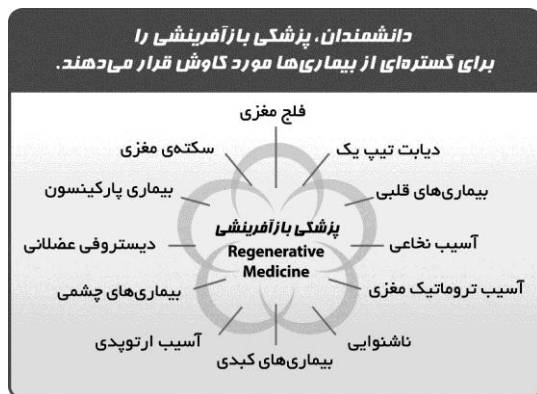 دانشمندان، پزشکی بازآفرینشی را
برای گستره‌ای از بیماری‌ها مورد کاوش قرار می‌دهند.
فلج مغزی
دیابت تیپ یک
سکته‌ی مغزی
بیماری‌های قلبی
بیماری پارکینسون
پزشکی بازآفرینشی
Regenerative
Medicine
آسیب نخاعی
دیستروفی عضلانی
آسیب تروماتیک مغزی
بیماری‌های چشمی
ناشنوایی
آسیب ارتوپدی
بیماری‌های کبدی